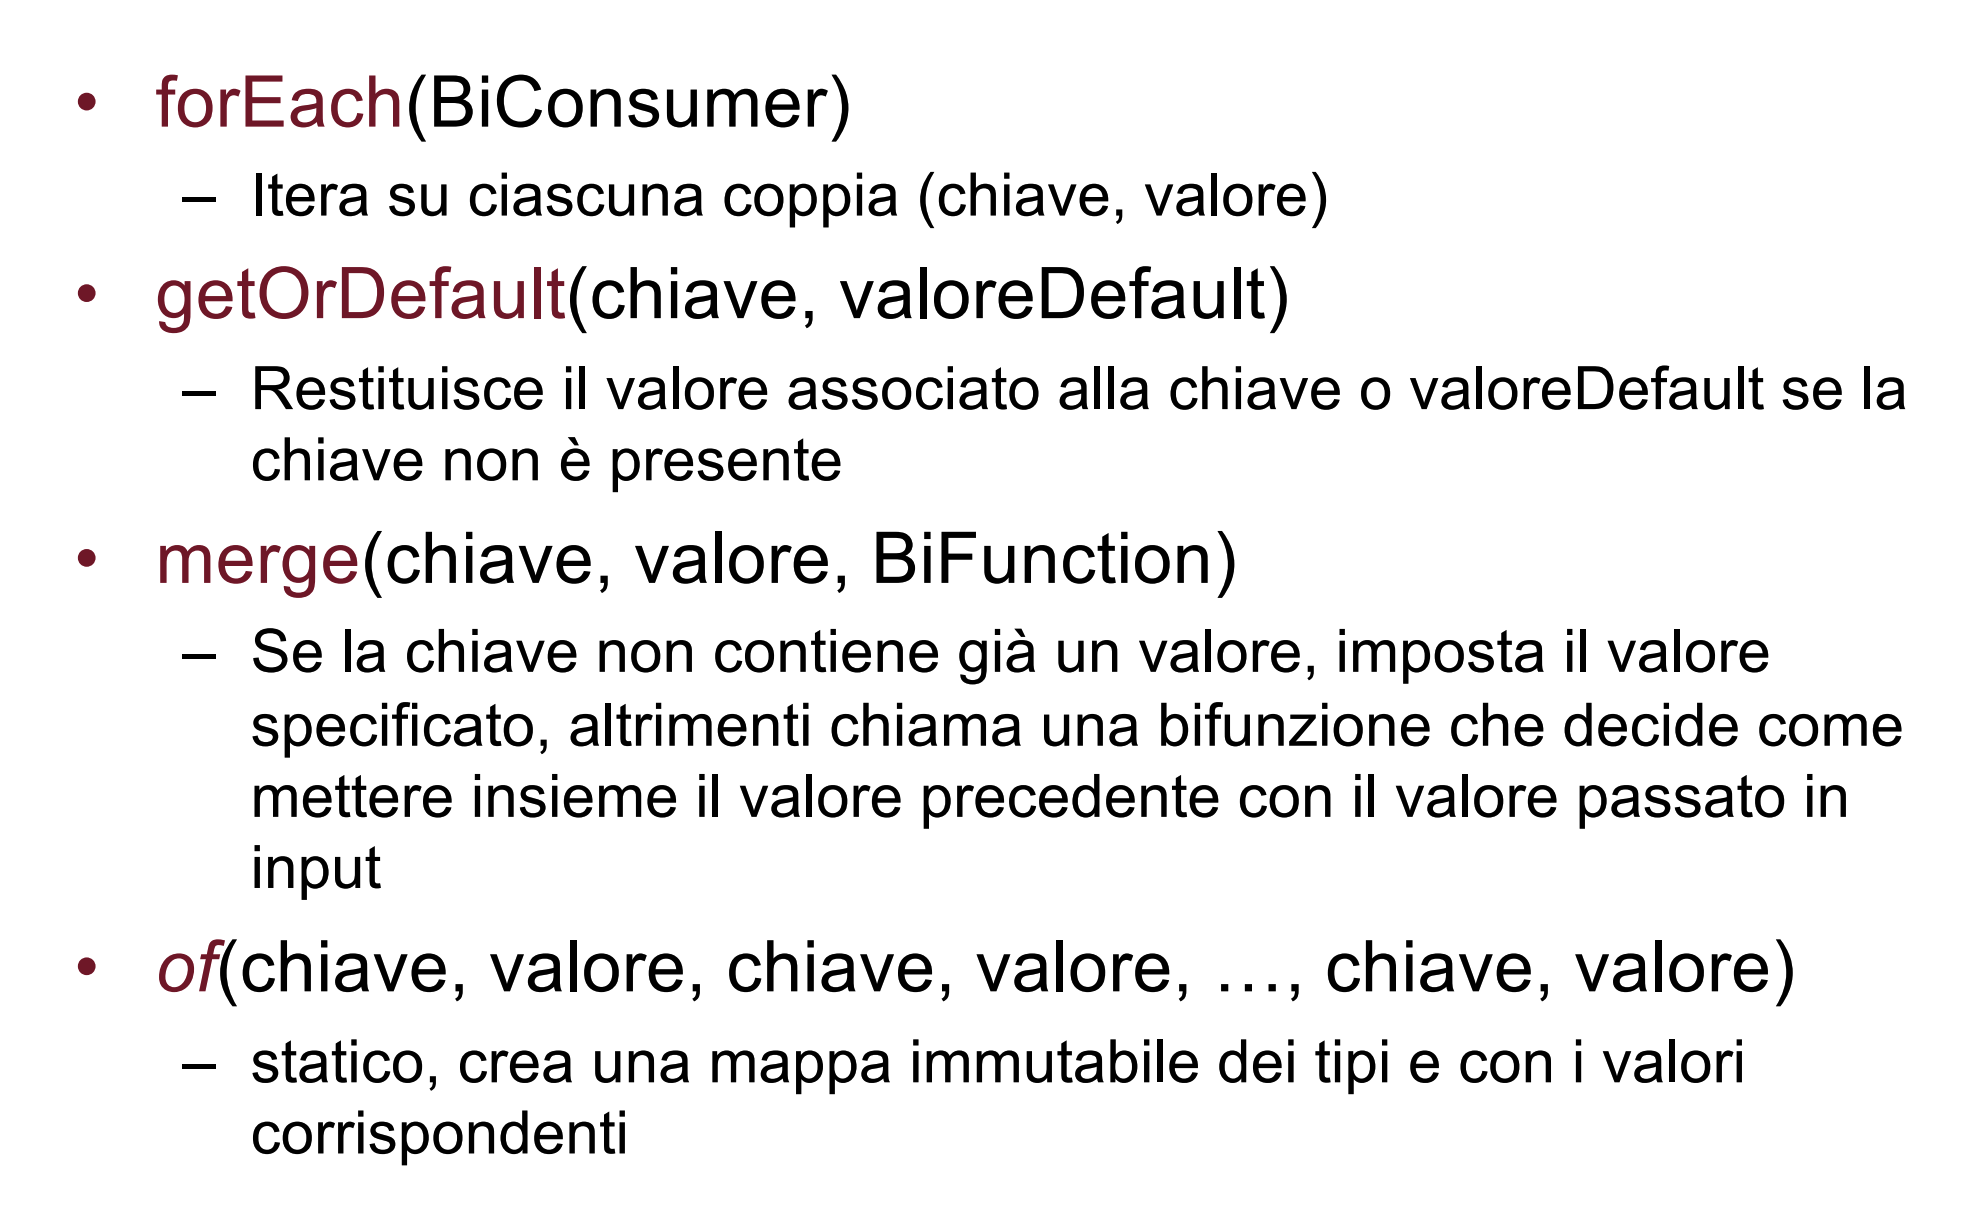 • forEach(BiConsumer)
– Itera su ciascuna coppia (chiave, valore)
• getOrDefault(chiave, valoreDefault)
– Restituisce il valore associato alla chiave o valoreDefault se la
chiave non è presente
• merge(chiave, valore, BiFunction)
– Se la chiave non contiene già un valore, imposta il valore
specificato, altrimenti chiama una bifunzione che decide come
mettere insieme il valore precedente con il valore passato in
input
• of(chiave, valore, chiave, valore, …, chiave, valore)
– statico, crea una mappa immutabile dei tipi e con i valori
corrispondenti